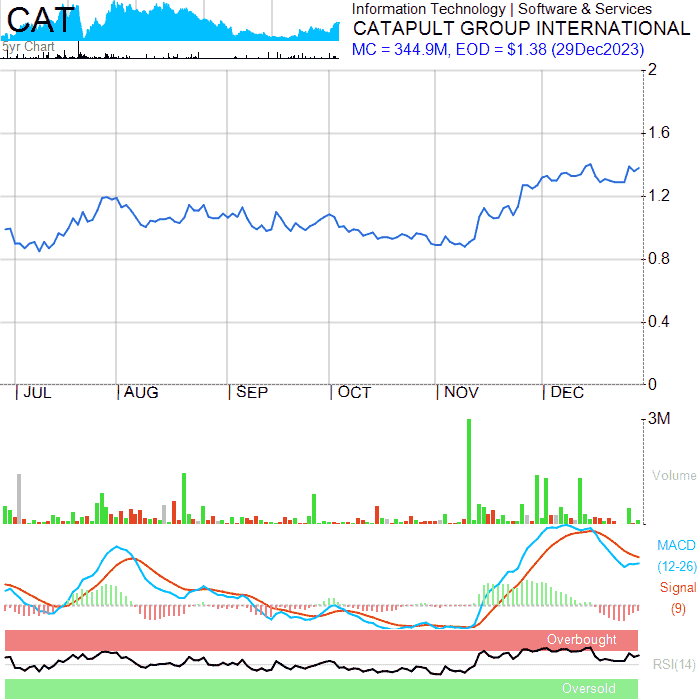 CAT
5yr Chart
Information Technology | Software & Services
CATAPULT GROUP INTERNATIONAL
MC = 344.9M, EOD = $1.38 (29Dec2023)
2
1.6
1.2
0.8
0.4
0
JUL AUG SEP OCT NOV DEC
3M
Volume
MACD
(12-26)
Signal
(9)
Overbought
RSI(14)
Oversold